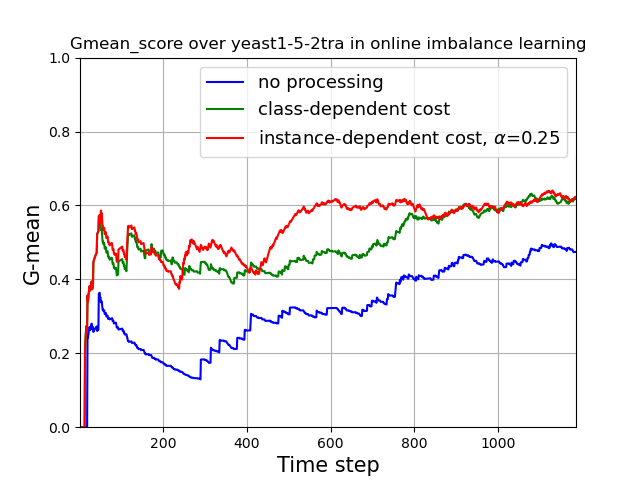 Gmean_score over yeast1-5-2tra in online imbalance learning
no processing
class-dependent cost
instance-dependent cost, α=0.25
1.0
0.8
0.6
0.4
0.2
0.0
G-mean
200 400 600 800 1000
Time step